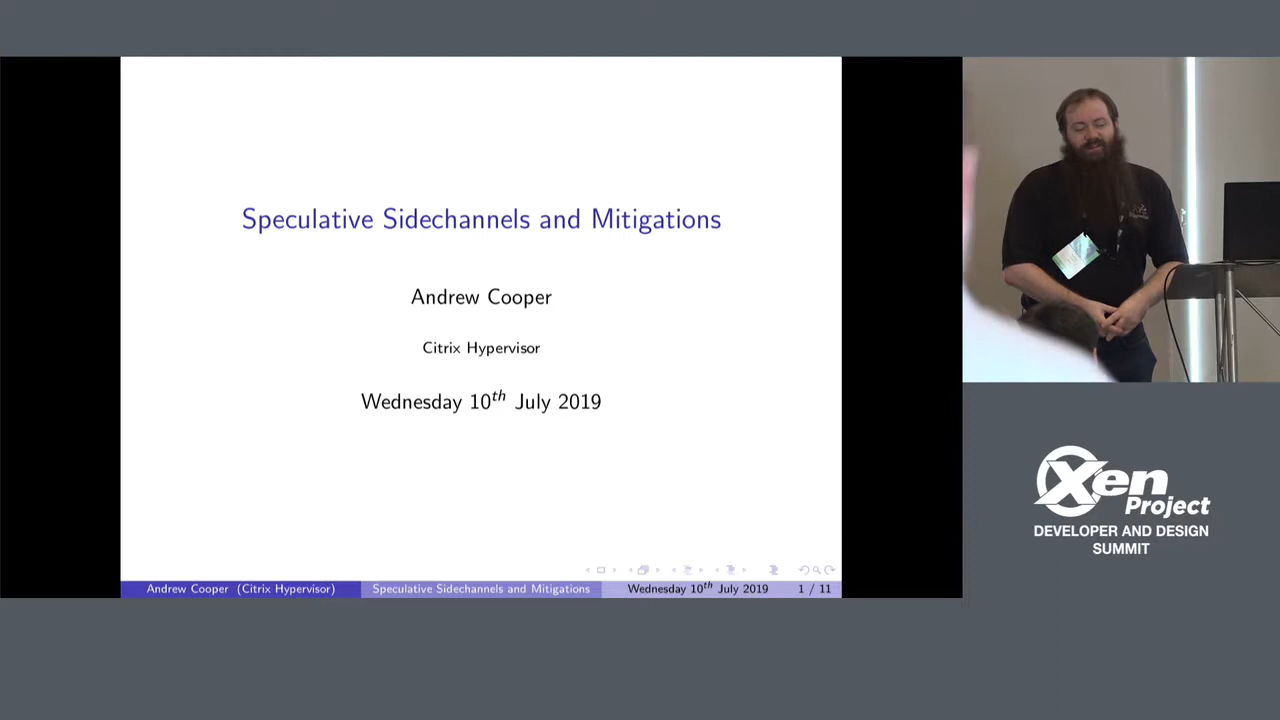 Speculative Sidechannels and Mitigations
Andrew Cooper
Citrix Hypervisor
Wednesday 10th July 2019
Andrew Cooper (Citrix Hypervisor)
Speculative Sidechannels and Mitigations
Wednesday 10th July 2019
1 / 11
Xen
Project
DEVELOPER AND DESIGN
SUMMIT